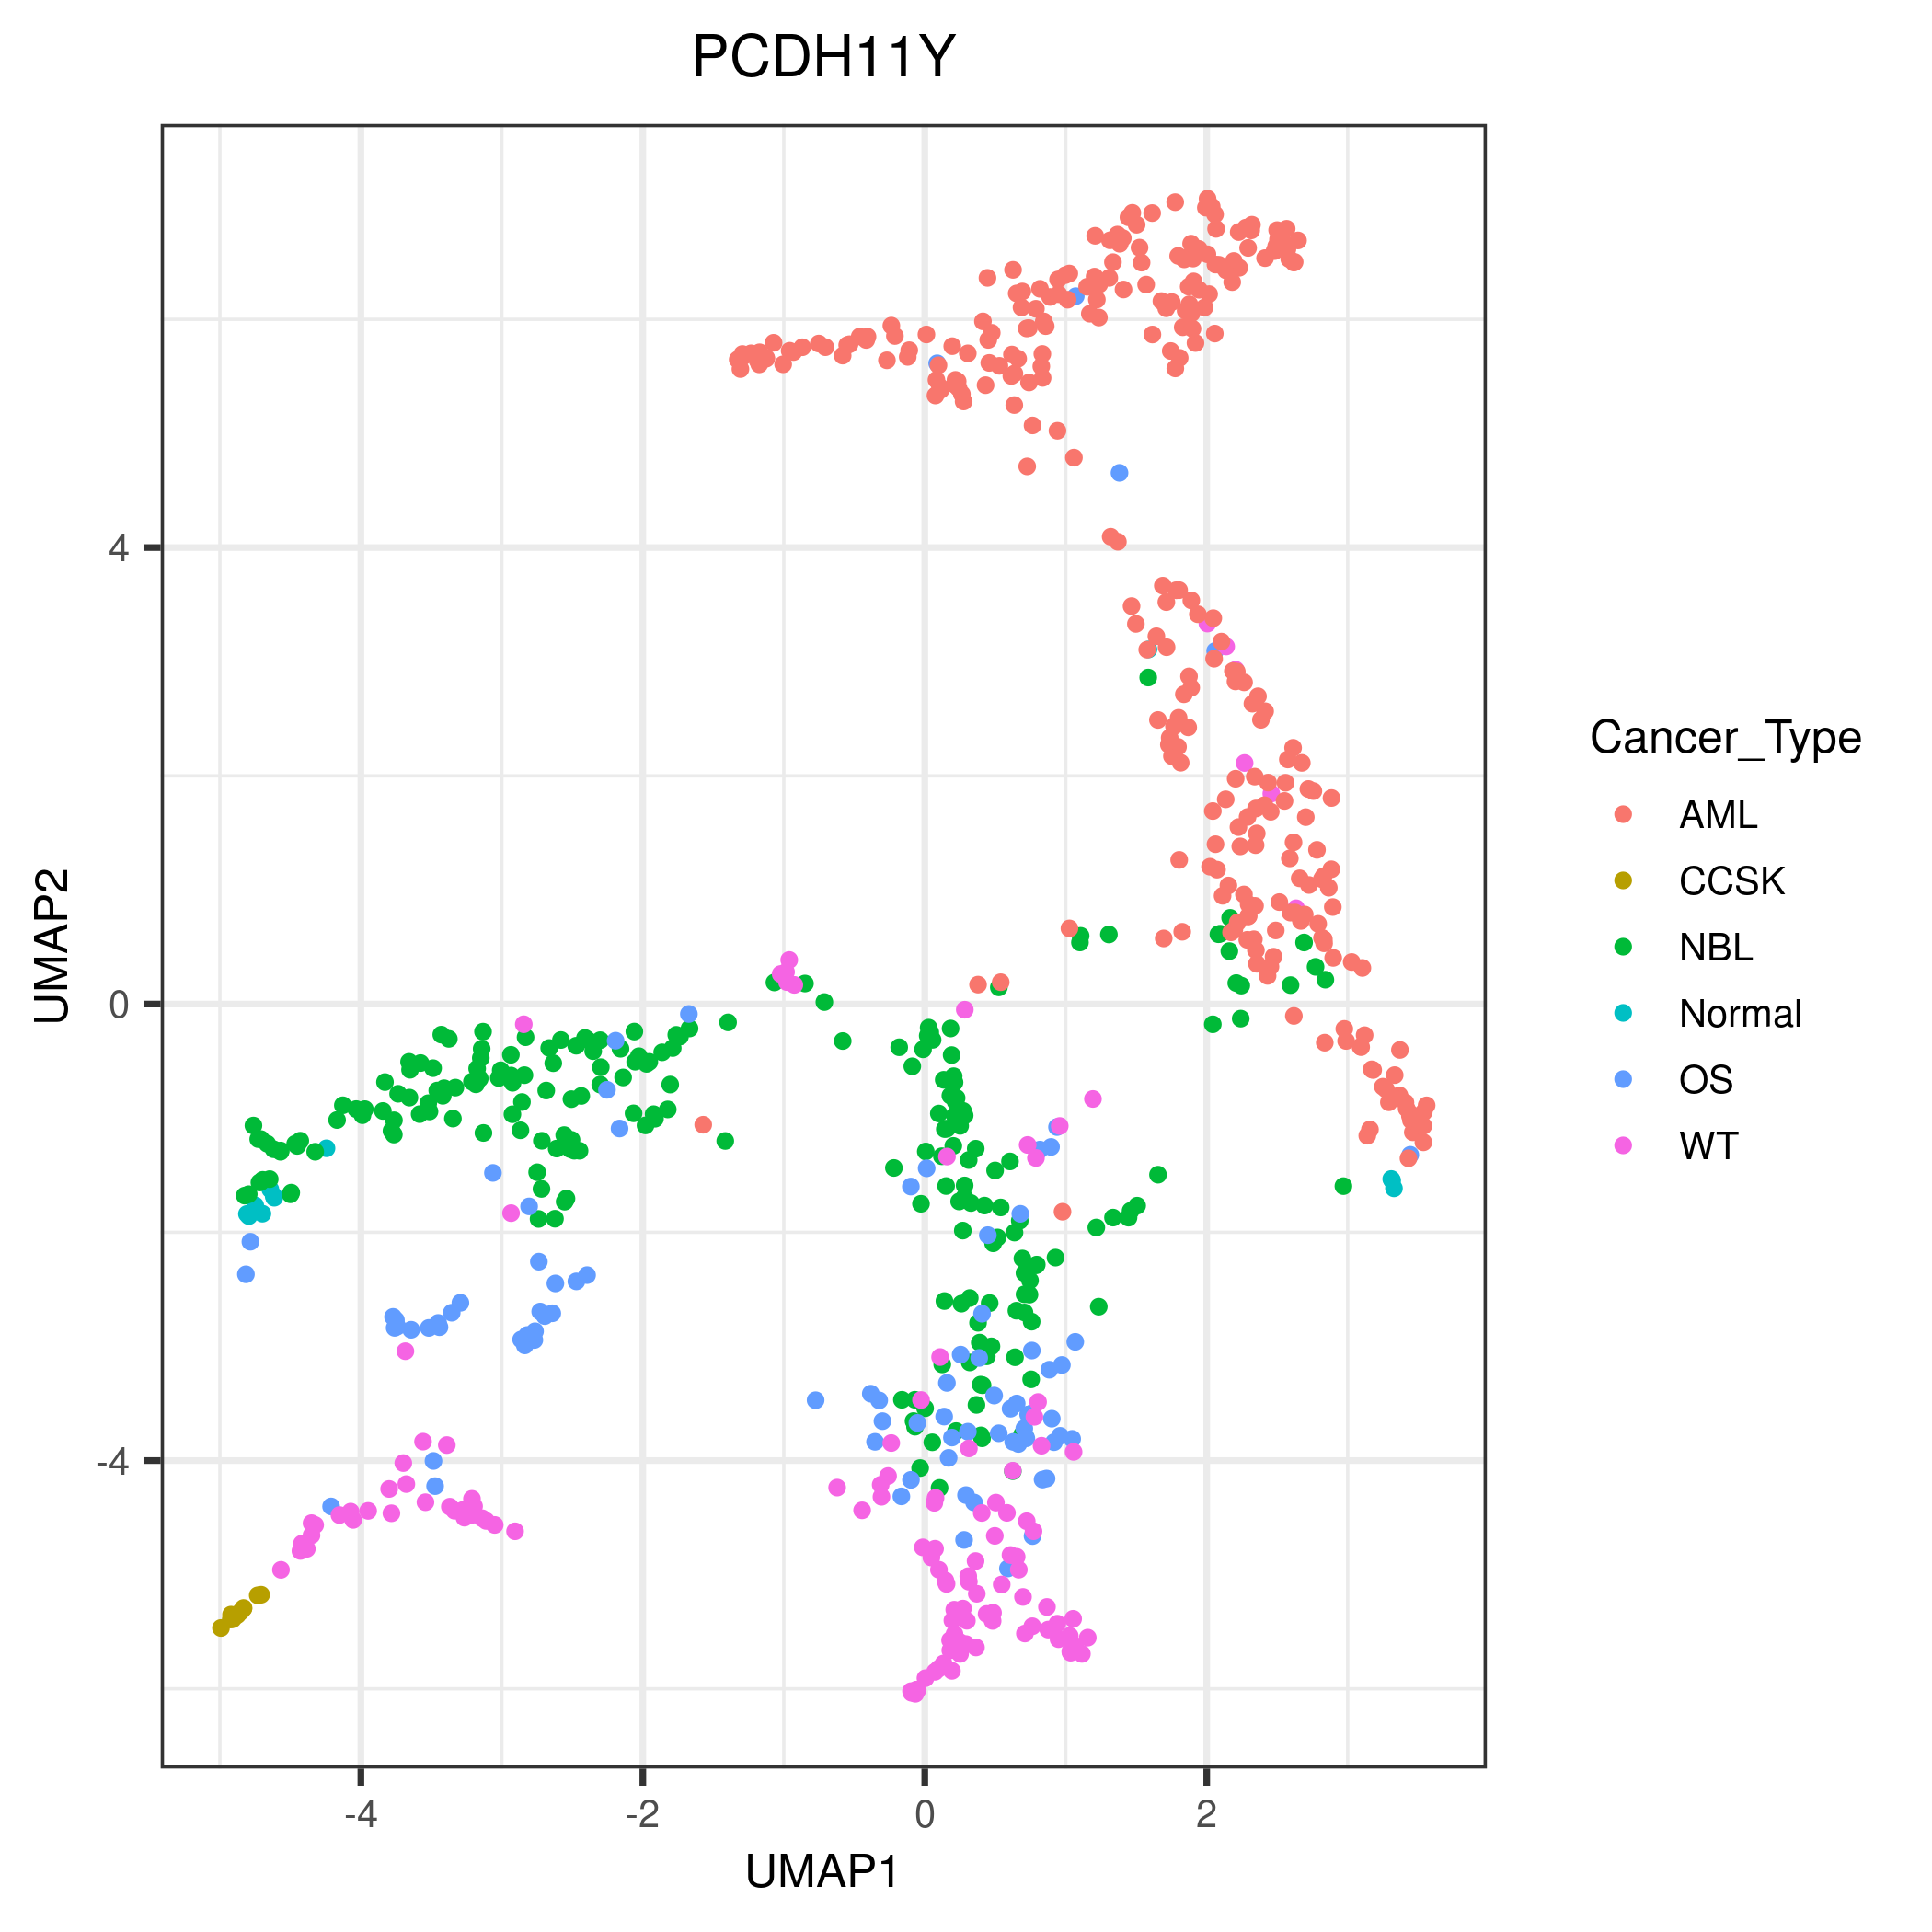 PCDH11Y
4
0
-4
-4
-2
0
2
UMAP1
UMAP2
Cancer_Type
AML
CCSK
NBL
Normal
OS
WT